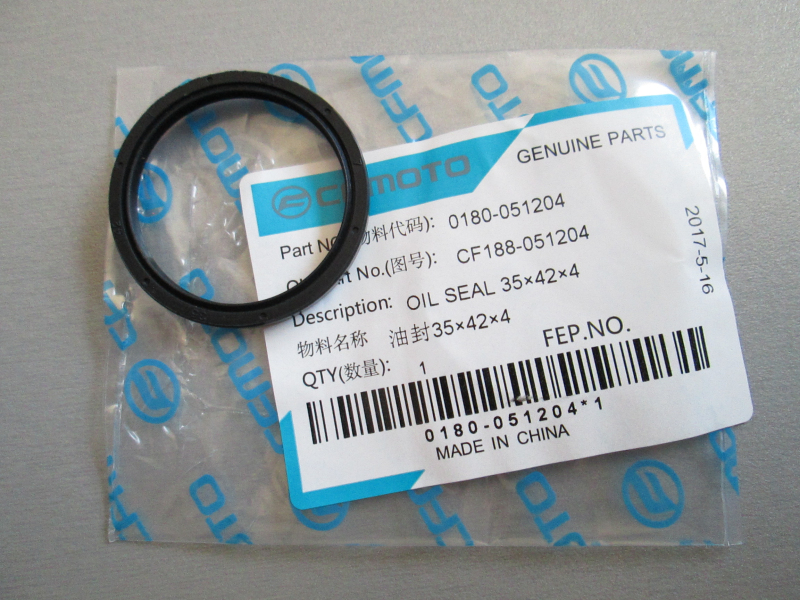 CFMOTO
GENUINE PARTS
Part NO.(物料代码): 0180-051204
No.(图号): CF188-051204
Description: OIL SEAL 35×42×4
物料名称 油封35×42×4
QTY(数量): 1
FEP.NO.
0180-051204*1
MADE IN CHINA
2017-5-16